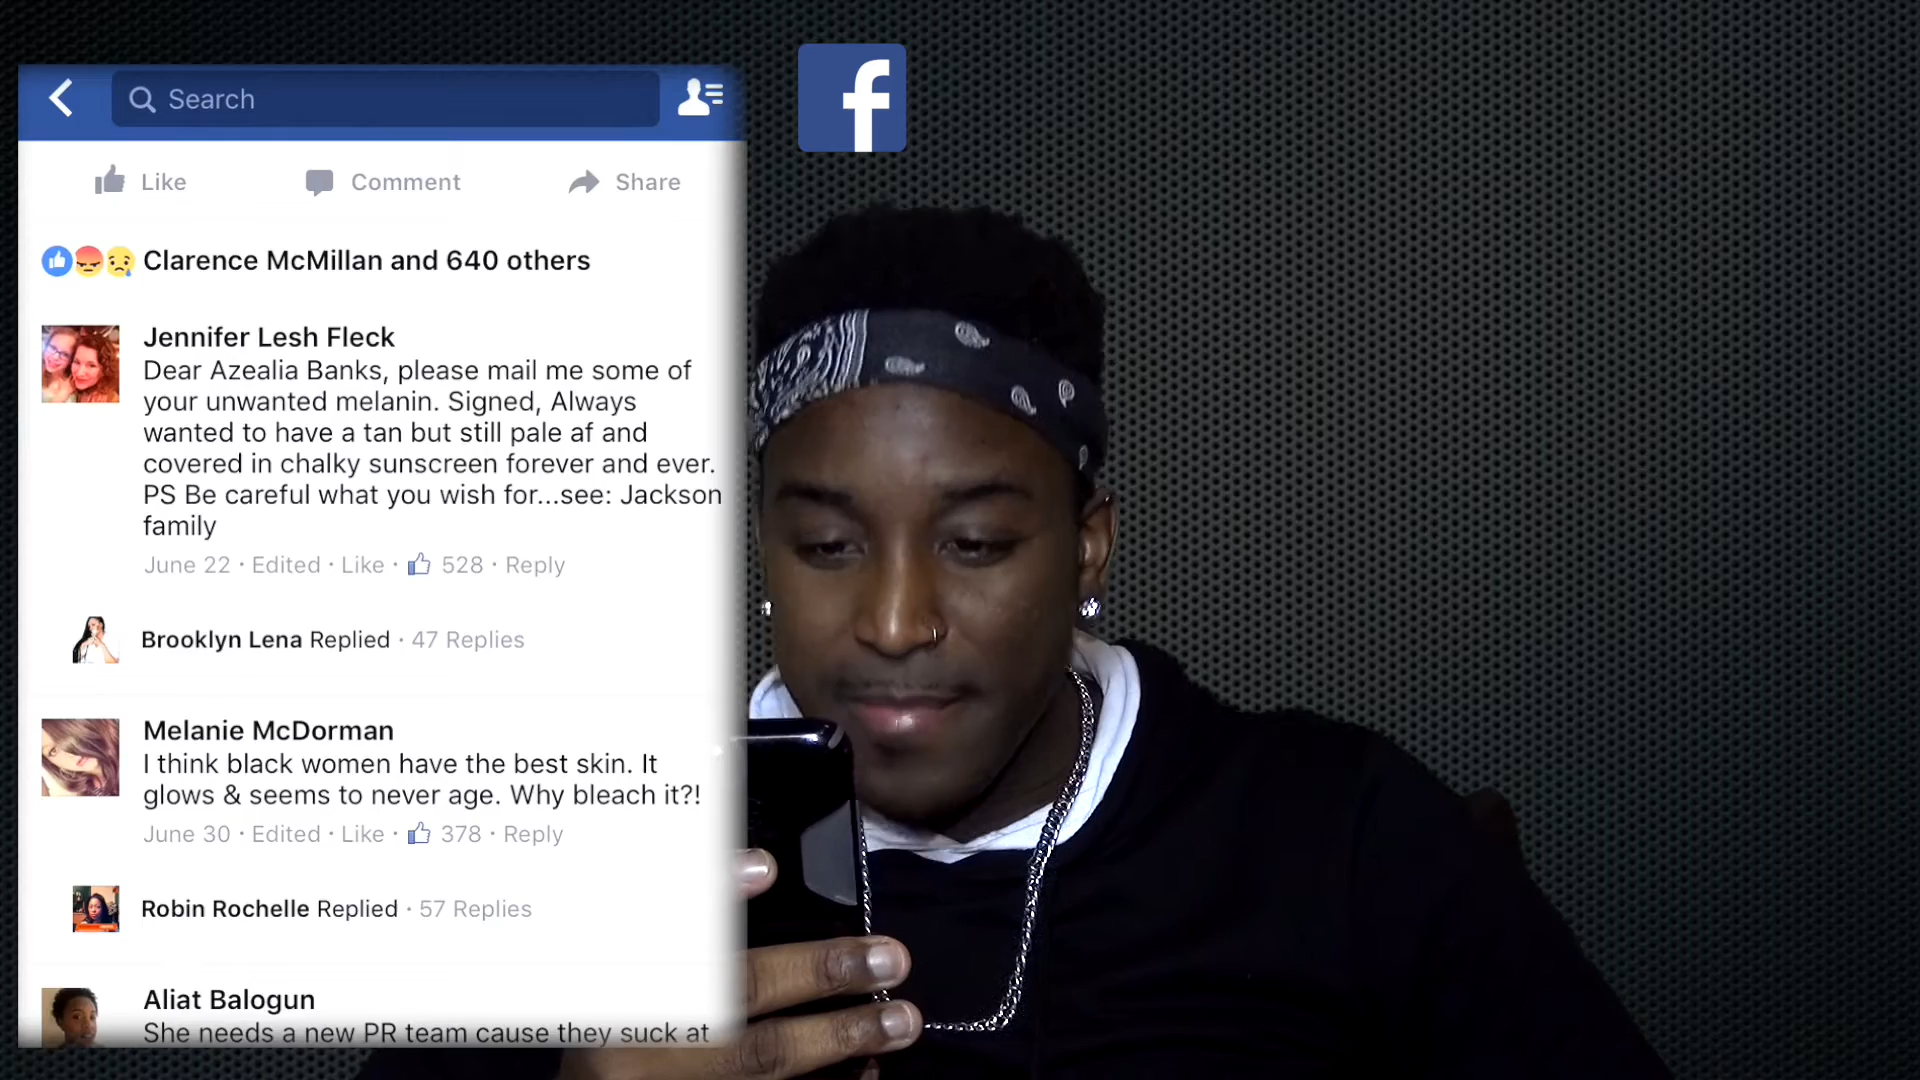 Search
f
Like Comment Share
Clarence McMillan and 640 others
Jennifer Lesh Fleck
Dear Azealia Banks, please mail me some of
your unwanted melanin. Signed, Always
wanted to have a tan but still pale af and
covered in chalky sunscreen forever and ever.
PS Be careful what you wish for...see: Jackson
family
June 22 · Edited · Like · 528 · Reply
Brooklyn Lena Replied · 47 Replies
Melanie McDorman
I think black women have the best skin. It
glows & seems to never age. Why bleach it?!
June 30 · Edited · Like · 378 · Reply
Robin Rochelle Replied · 57 Replies
Aliat Balogun
She needs a new PR team cause they suck at